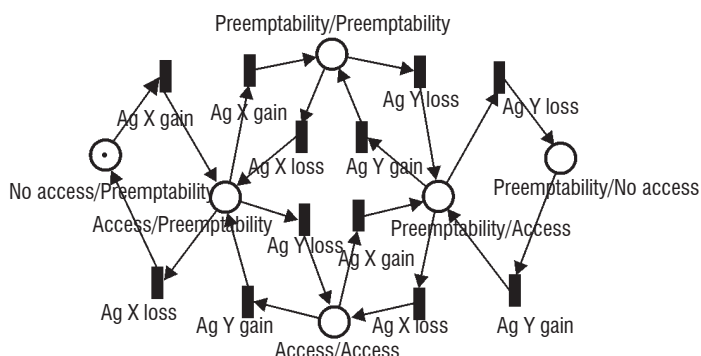 Preemptability/Preemptability
Ag X gain
Ag X gain
Ag Y loss
Ag Y loss
Ag X loss
Ag Y gain
No access/Preemptability
Preemptability/No access
Access/Preemptability
Preemptability/Access
Ag Y loss
Ag X gain
Ag X loss
Ag Y gain
Ag X loss
Ag Y gain
Access/Access